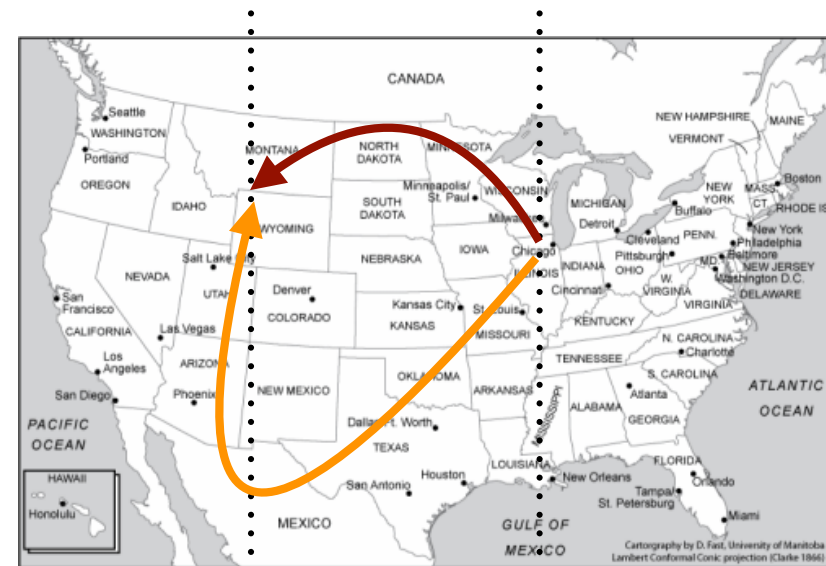 CANADA
Seattle
WASHINGTON
Portland
OREGON
IDAHO
MONTANA
NORTH
DAKOTA
MINNESOTA
SOUTH
DAKOTA
Minneapolis/
St. Paul
WISCONSIN
Milwaukee
MICHIGAN
Detroit
NEW HAMPSHIRE
VERMONT
MAINE
NEW
YORK
MASS.
Boston
CT.
RHODE IS
Buffalo
New York
Philadelphia
Baltimore
NEW JERSEY
Washington D.C.
DELAWARE
MD.
PENN.
Pittsburgh
Cleveland
OHIO
W.
VIRGINIA
VIRGINIA
WYOMING
NEBRASKA
IOWA
Chicago
ILLINOIS
INDIANA
Cincinnati
KENTUCKY
NEVADA
Salt Lake City
UTAH
Denver
COLORADO
Kansas City
KANSAS
St. Louis
MISSOURI
San
Francisco
CALIFORNIA
Las Vegas
Los
Angeles
San Diego
ARIZONA
Phoenix
NEW MEXICO
OKLAHOMA
ARKANSAS
TENNESSEE
N. CAROLINA
Charlotte
S. CAROLINA
Atlanta
GEORGIA
ALABAMA
MISSISSIPPI
Dallas/Ft. Worth
TEXAS
San Antonio
Houston
LOUISIANA
New Orleans
FLORIDA
Orlando
Tampa/
St. Petersburg
Miami
PACIFIC
OCEAN
ATLANTIC
OCEAN
HAWAII
Honolulu
MEXICO
GULF OF
MEXICO
Cartography by D. Fast, University of Manitoba
Lambert Conformal Conic projection (Clarke 1866)